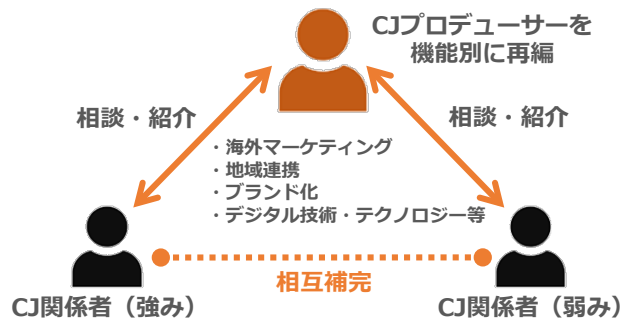 CJプロデューサーを
機能別に再編
相談・紹介
相談・紹介
・海外マーケティング
・地域連携
・ブランド化
・デジタル技術・テクノロジー等
相互補完
CJ関係者（強み）
CJ関係者（弱み）